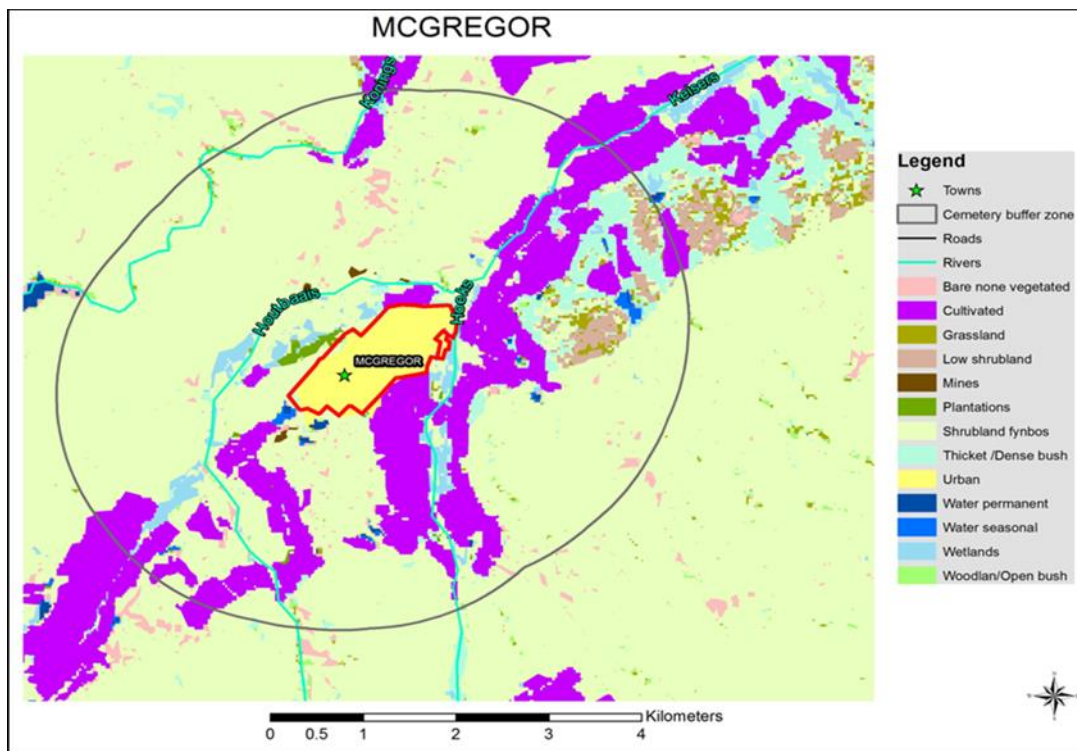 MCGREGOR
Konings
Keisers
Houtbaais
Hoeks
MCGREGOR
Legend
Towns
Cemetery buffer zone
Roads
Rivers
Bare none vegetated
Cultivated
Grassland
Low shrubland
Mines
Plantations
Shrubland fynbos
Thicket /Dense bush
Urban
Water permanent
Water seasonal
Wetlands
Woodlan/Open bush
Kilometers
0 0.5 1 2 3 4